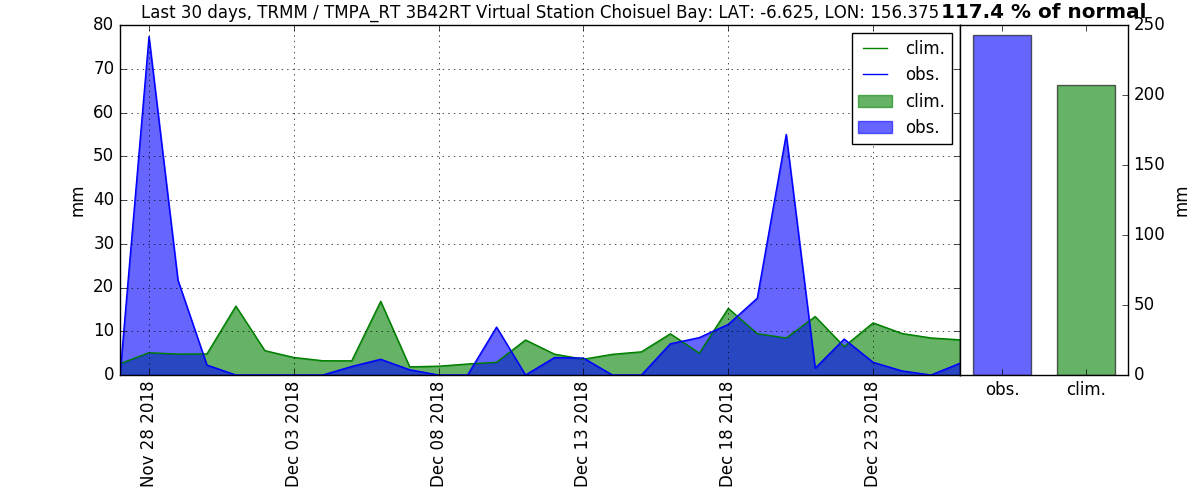 Last 30 days, TRMM / TMPA_RT 3B42RT Virtual Station Choisuel Bay: LAT: -6.625, LON: 156.375
117.4 % of normal
80
70
60
50
40
30
20
10
0
mm
clim.
obs.
clim.
obs.
Nov 28 2018
Dec 03 2018
Dec 08 2018
Dec 13 2018
Dec 18 2018
Dec 23 2018
250
200
150
100
50
0
mm
obs.
clim.